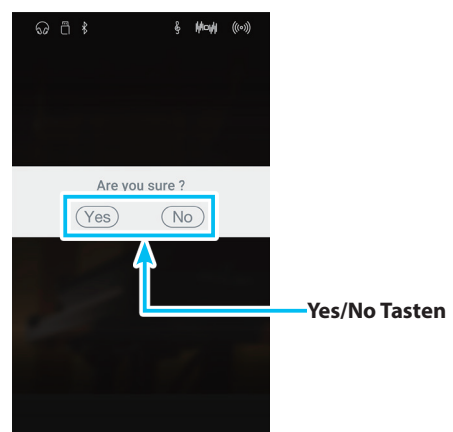 Are you sure ?
Yes No
Yes/No Tasten